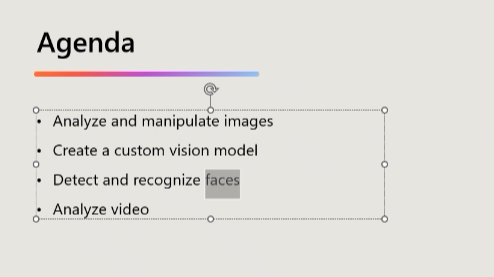 Agenda
• Analyze and manipulate images
• Create a custom vision model
• Detect and recognize faces
• Analyze video